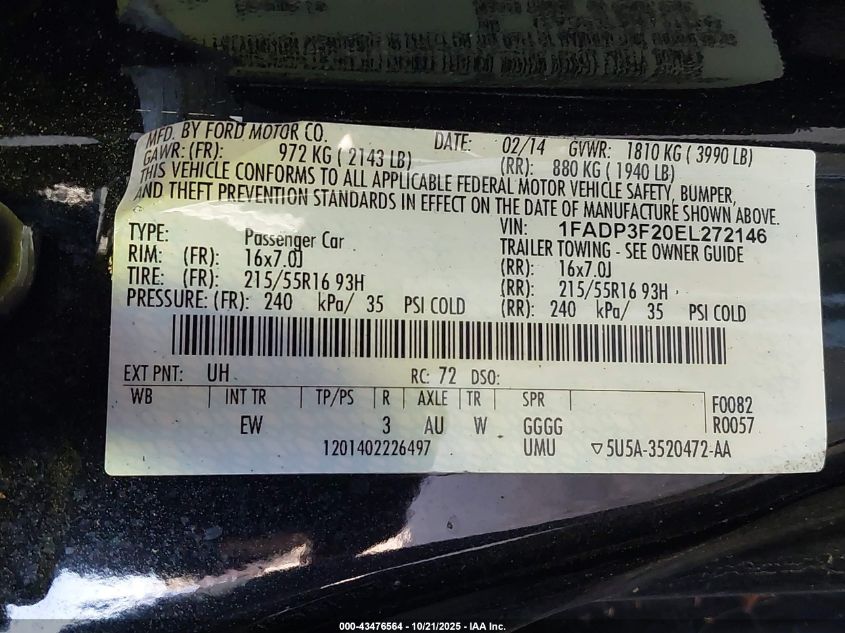 MFD. BY FORD MOTOR CO. DATE: 02/14 GVWR: 1810 KG ( 3990 LB)
GAWR: (FR): 972 KG ( 2143 LB) (RR): 880 KG ( 1940 LB)
THIS VEHICLE CONFORMS TO ALL APPLICABLE FEDERAL MOTOR VEHICLE SAFETY, BUMPER,
AND THEFT PREVENTION STANDARDS IN EFFECT ON THE DATE OF MANUFACTURE SHOWN ABOVE.
VIN: 1FADP3F20EL272146
TYPE: Passenger Car TRAILER TOWING - SEE OWNER GUIDE
RIM: (FR): 16x7.0J (RR): 16x7.0J
TIRE: (FR): 215/55R16 93H (RR): 215/55R16 93H
PRESSURE: (FR): 240 kPa/ 35 PSI COLD (RR): 240 kPa/ 35 PSI COLD
EXT PNT: UH RC: 72 DSO:
WB INT TR TP/PS R AXLE TR SPR F0082
EW 3 AU W GGGG R0057
1201402226497 UMU ▽5U5A-3520472-AA
000-43476564 • 10/21/2025 - IAA Inc.